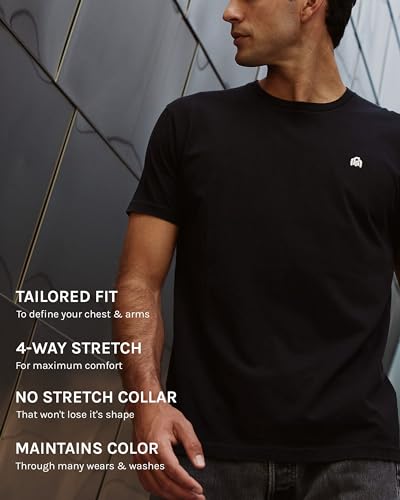 TAILORED FIT
To define your chest & arms
4-WAY STRETCH
For maximum comfort
NO STRETCH COLLAR
That won't lose it's shape
MAINTAINS COLOR
Through many wears & washes